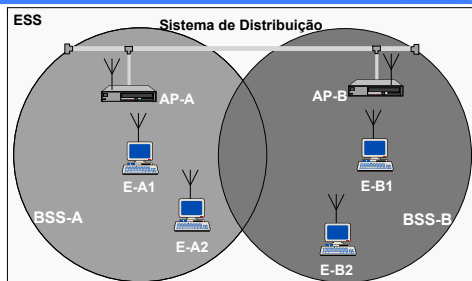 ESS
Sistema de Distribuição
AP-A
AP-B
E-A1
E-B1
BSS-A
E-A2
BSS-B
E-B2